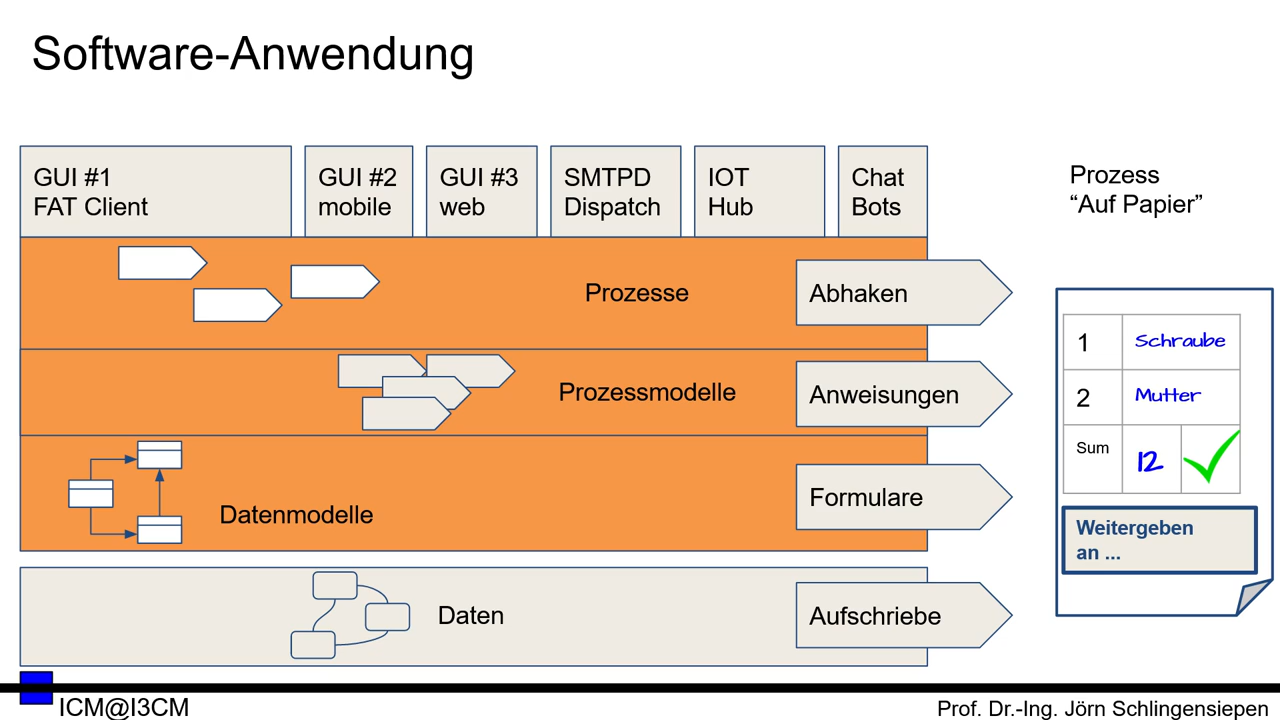 Software-Anwendung
GUI #1
FAT Client
GUI #2
mobile
GUI #3
web
SMTPD
Dispatch
IOT
Hub
Chat
Bots
Prozess
“Auf Papier”
Prozesse
Abhaken
Prozessmodelle
Anweisungen
Datenmodelle
Formulare
Daten
Aufschriebe
1 Schraube
2 Mutter
Sum 12
Weitergeben
an ...
ICM@I3CM
Prof. Dr.-Ing. Jörn Schlingensiepen